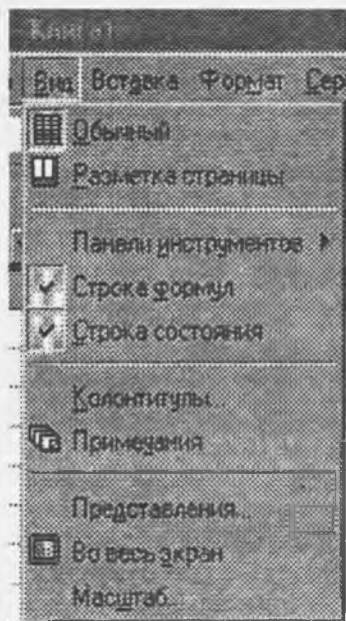 Книга1
Вид Вставка Формат Сер
Обычный
Разметка страницы
Панели инструментов
Строка формул
Строка состояния
Колонтитулы...
Примечания
Представления...
Во весь экран
Масштаб...